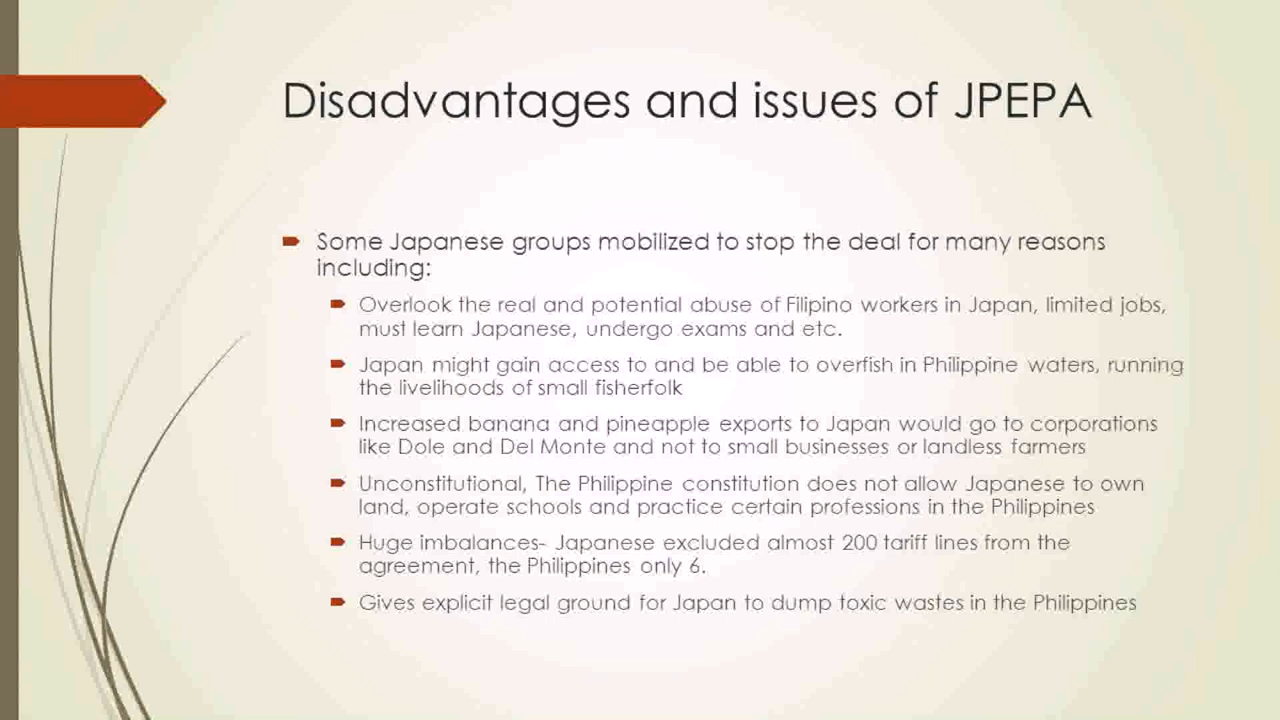 Disadvantages and issues of JPEPA
Some Japanese groups mobilized to stop the deal for many reasons
including:
Overlook the real and potential abuse of Filipino workers in Japan, limited jobs,
must learn Japanese, undergo exams and etc.
Japan might gain access to and be able to overfish in Philippine waters, running
the livelihoods of small fisherfolk
Increased banana and pineapple exports to Japan would go to corporations
like Dole and Del Monte and not to small businesses or landless farmers
Unconstitutional, The Philippine constitution does not allow Japanese to own
land, operate schools and practice certain professions in the Philippines
Huge imbalances- Japanese excluded almost 200 tariff lines from the
agreement, the Philippines only 6.
Gives explicit legal ground for Japan to dump toxic wastes in the Philippines